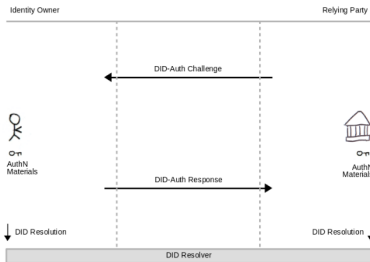 Identity Owner
Relying Party
DID-Auth Challenge
AuthN
Materials
AuthN
Materials
DID-Auth Response
DID Resolution
DID Resolution
DID Resolver